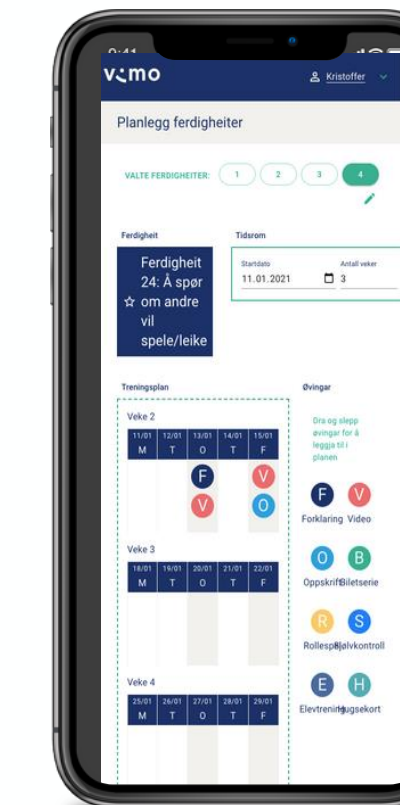 9:41
vimo
Kristoffer
Planlegg ferdigheiter
VALTE FERDIGHEITER: 1 2 3 4
Ferdigheit
Tidsrom
Ferdigheit
24: Å spør
om andre
vil
spele/leike
Startdato
Antall veker
11.01.2021
3
Treningsplan
Øvingar
Veke 2
11/01 12/01 13/01 14/01 15/01
M T O T F
F V
V O
Veke 3
18/01 19/01 20/01 21/01 22/01
M T O T F
Veke 4
25/01 26/01 27/01 28/01 29/01
M T O T F
Dra og slepp
øvingar for å
leggja til i
planen
F V
Forklaring Video
O B
Oppskrift Biletserie
R S
Rollespel Sjølvkontroll
E H
Elevtrening Hugsekort